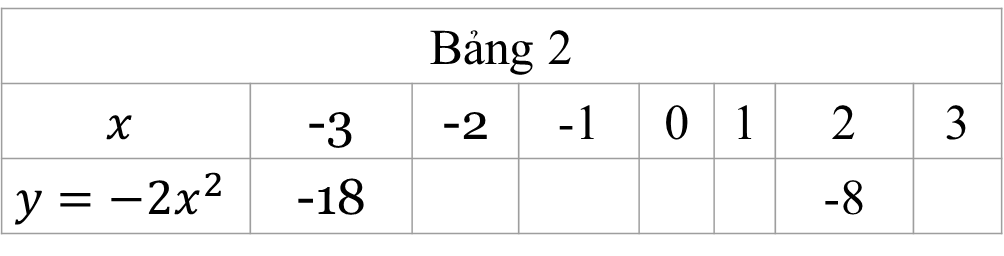 Bảng 2
x -3 -2 -1 0 1 2 3
y = −2x² -18 -8